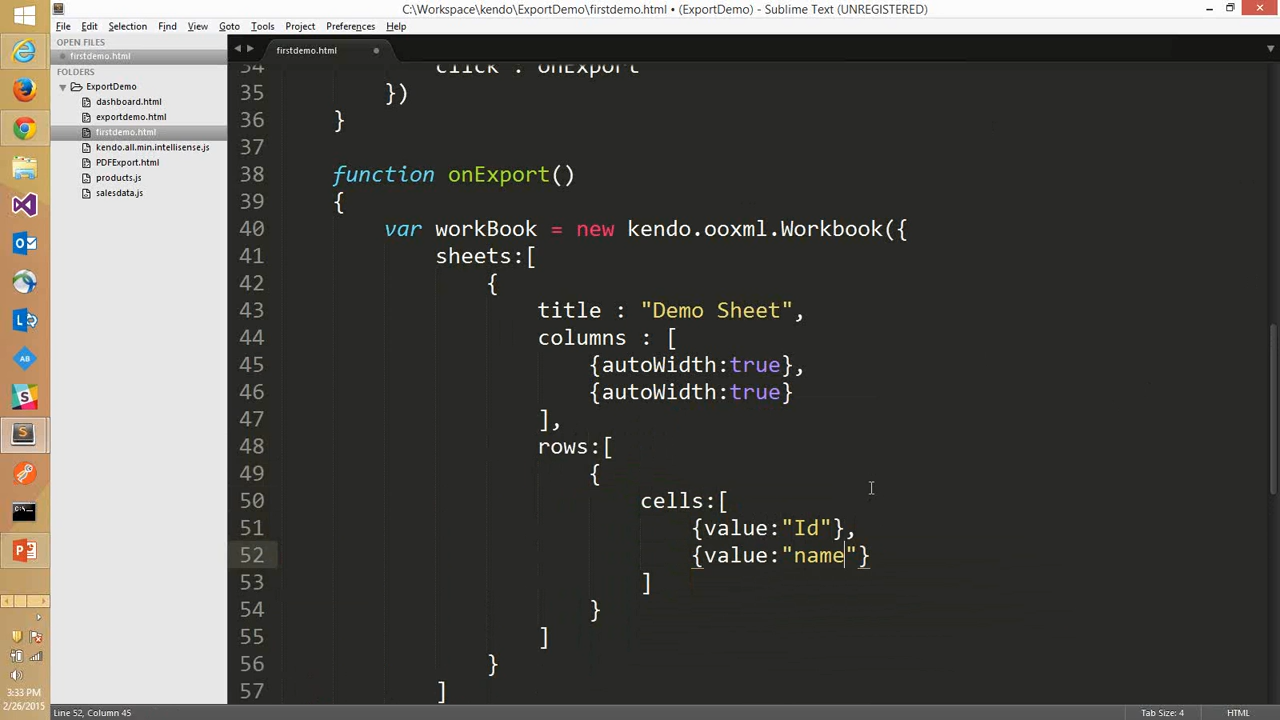 C:\Workspace\kendo\ExportDemo\firstdemo.html • (ExportDemo) - Sublime Text (UNREGISTERED)
File Edit Selection Find View Goto Tools Project Preferences Help
OPEN FILES
firstdemo.html
FOLDERS
ExportDemo
dashboard.html
exportdemo.html
firstdemo.html
kendo.all.min.intellisense.js
PDFExport.html
products.js
salesdata.js
firstdemo.html
34 click : onExport
35 })
36 }
37
38 function onExport()
39 {
40 var workBook = new kendo.ooxml.Workbook({
41 sheets:[
42 {
43 title : "Demo Sheet",
44 columns : [
45 {autoWidth:true},
46 {autoWidth:true}
47 ],
48 rows:[
49 {
50 cells:[
51 {value:"Id"},
52 {value:"name"}
53 ]
54 }
55 ]
56 }
57 ]
3:33 PM
2/26/2015
Line 52, Column 45
Tab Size: 4
HTML